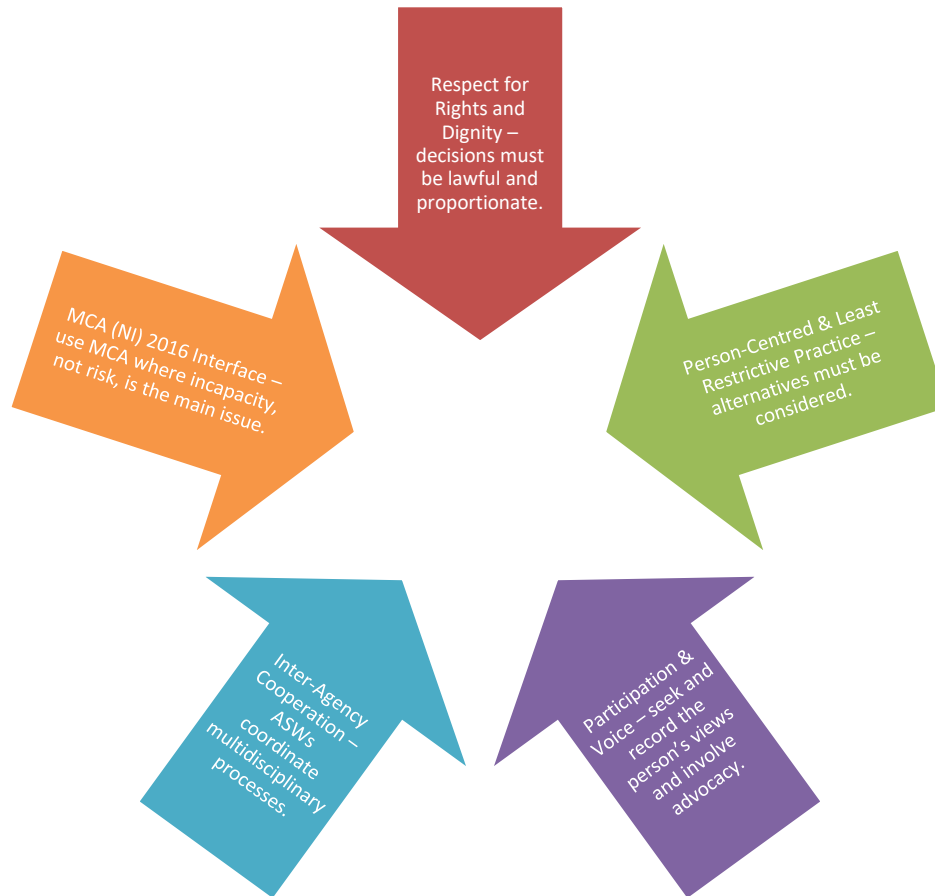 Respect for
Rights and
Dignity –
decisions must
be lawful and
proportionate.
Person-Centred & Least
Restrictive Practice –
alternatives must be
considered.
Participation &
Voice – seek and
record the
person's views
and involve
advocacy.
Inter-Agency
Cooperation –
ASWs
coordinate
multidisciplinary
processes.
MCA (NI) 2016 Interface –
use MCA where incapacity,
not risk, is the main issue.